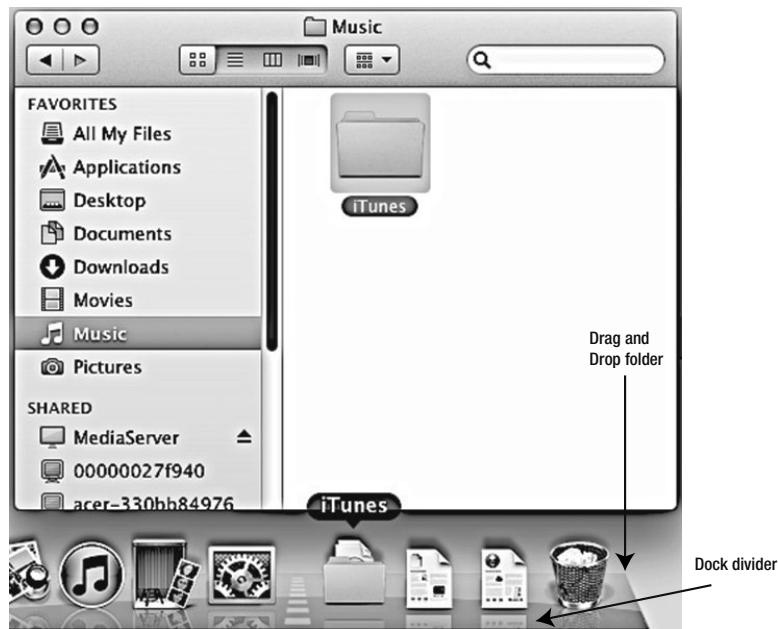 Music
FAVORITES
All My Files
Applications
Desktop
Documents
Downloads
Movies
Music
Pictures
SHARED
MediaServer
00000027f940
acer-330bb84976
iTunes
iTunes
Drag and
Drop folder
Dock divider